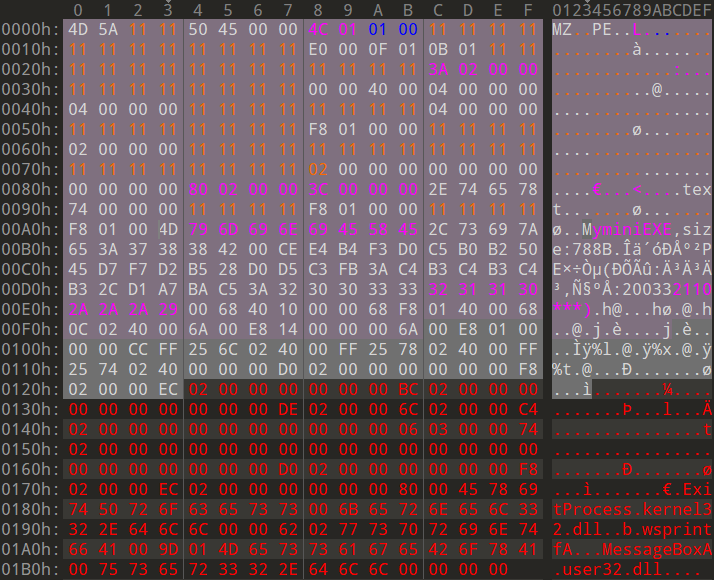 0 1 2 3 4 5 6 7 8 9 A B C D E F 0123456789ABCDEF
0000h: 4D 5A 11 11 50 45 00 00 4C 01 01 00 11 11 11 11 MZ..PE..L.......
0010h: 11 11 11 11 11 11 11 11 E0 00 0F 01 0B 01 11 11 ........à.......
0020h: 11 11 11 11 11 11 11 11 11 11 11 11 3A 02 00 00 ............:...
0030h: 11 11 11 11 11 11 11 11 00 00 40 00 04 00 00 00 ..........@.....
0040h: 04 00 00 00 11 11 11 11 11 11 11 11 04 00 00 00 ................
0050h: 11 11 11 11 11 11 11 11 F8 01 00 00 11 11 11 11 ........ø.......
0060h: 02 00 00 00 11 11 11 11 11 11 11 11 11 11 11 11 ................
0070h: 11 11 11 11 11 11 11 11 02 00 00 00 00 00 00 00 ................
0080h: 00 00 00 00 80 02 00 00 3C 00 00 00 2E 74 65 78 ....€...<....tex
0090h: 74 00 00 00 11 11 11 11 F8 01 00 00 11 11 11 11 t.......ø.......
00A0h: F8 01 00 4D 79 6D 69 6E 69 45 58 45 2C 73 69 7A ø..MyminiEXE,siz
00B0h: 65 3A 37 38 38 42 00 CE E4 B4 F3 D0 C5 B0 B2 50 e:788B.Îä´óÐÅ°²P
00C0h: 45 D7 F7 D2 B5 28 D0 D5 C3 FB 3A C4 B3 C4 B3 C4 E×÷Òµ(ÐÕÃû:Ä³Ä³Ä
00D0h: B3 2C D1 A7 BA C5 3A 32 30 30 33 33 32 31 31 30 ³,Ñ§ºÅ:200332110
00E0h: 2A 2A 2A 29 00 68 40 10 00 00 68 F8 01 40 00 68 ***).h@...hø.@.h
00F0h: 0C 02 40 00 6A 00 E8 14 00 00 00 6A 00 E8 01 00 ..@.j.è....j.è..
0100h: 00 00 CC FF 25 6C 02 40 00 FF 25 78 02 40 00 FF ..Ìÿ%l.@.ÿ%x.@.ÿ
0110h: 25 74 02 40 00 00 00 D0 02 00 00 00 00 00 00 F8 %t.@...Ð.......ø
0120h: 02 00 00 EC 02 00 00 00 00 00 00 BC 02 00 00 00 ...ì.......¼....
0130h: 00 00 00 00 00 00 00 DE 02 00 00 6C 02 00 00 C4 .......Þ...l...Ä
0140h: 02 00 00 00 00 00 00 00 00 00 00 06 03 00 00 74 ...............t
0150h: 02 00 00 00 00 00 00 00 00 00 00 00 00 00 00 00 ................
0160h: 00 00 00 00 00 00 00 D0 02 00 00 00 00 00 00 F8 .......Ð.......ø
0170h: 02 00 00 EC 02 00 00 00 00 00 00 80 00 45 78 69 ...ì.......€.Exi
0180h: 74 50 72 6F 63 65 73 73 00 6B 65 72 6E 65 6C 33 tProcess.kernel3
0190h: 32 2E 64 6C 6C 00 00 62 02 77 73 70 72 69 6E 74 2.dll..b.wsprint
01A0h: 66 41 00 9D 01 4D 65 73 73 61 67 65 42 6F 78 41 fA...MessageBoxA
01B0h: 00 75 73 65 72 33 32 2E 64 6C 6C 00 00 00 00 .user32.dll....